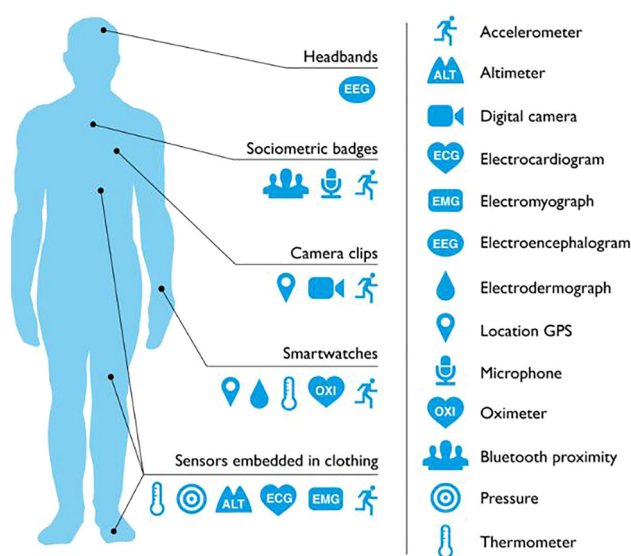 Headbands
EEG
Sociometric badges
Camera clips
Smartwatches
OXI
Sensors embedded in clothing
ALT ECG EMG
Accelerometer
ALT Altimeter
Digital camera
ECG Electrocardiogram
EMG Electromyograph
EEG Electroencephalogram
Electrodermograph
Location GPS
Microphone
OXI Oximeter
Bluetooth proximity
Pressure
Thermometer